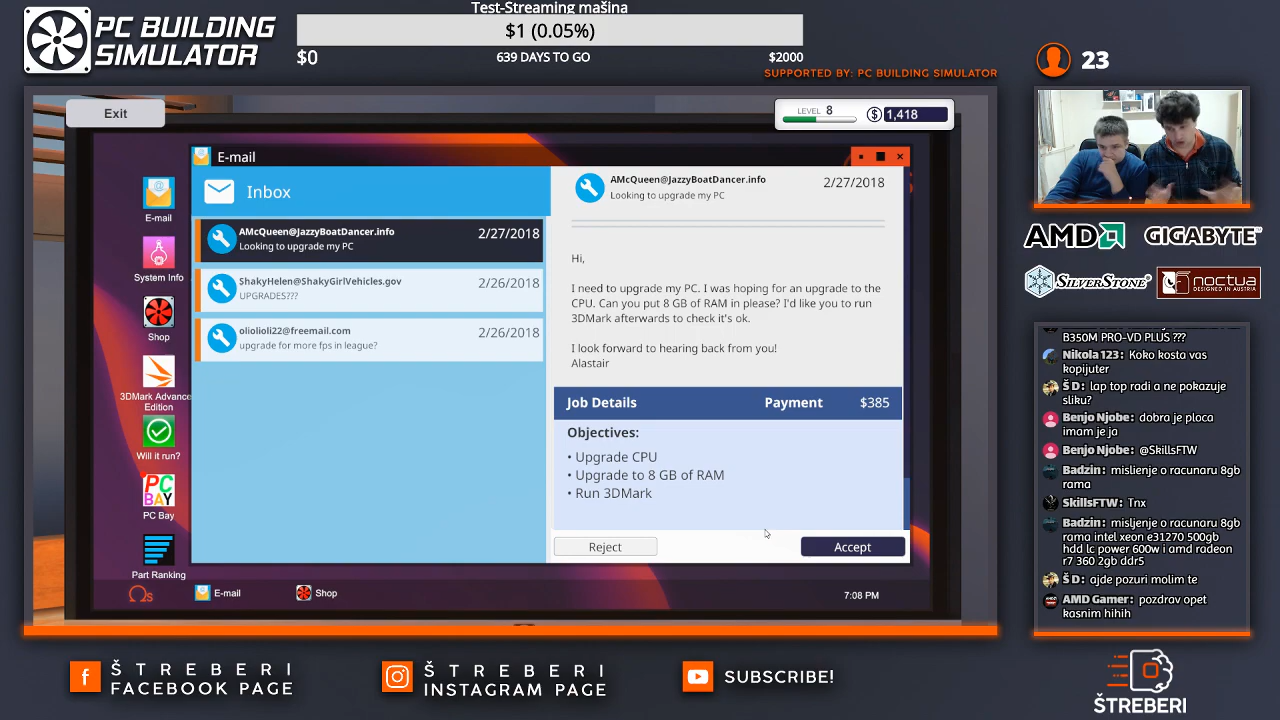 PC BUILDING
SIMULATOR
Test-Streaming mašina
$1 (0.05%)
$0
639 DAYS TO GO
$2000
SUPPORTED BY: PC BUILDING SIMULATOR
23
Exit
LEVEL 8
$ 1,418
E-mail
Inbox
AMcQueen@JazzyBoatDancer.info
Looking to upgrade my PC
2/27/2018
ShakyHelen@ShakyGirlVehicles.gov
UPGRADES???
2/26/2018
olioli22@freemail.com
upgrade for more fps in league?
2/26/2018
AMcQueen@JazzyBoatDancer.info
Looking to upgrade my PC
2/27/2018
Hi,
I need to upgrade my PC. I was hoping for an upgrade to the
CPU. Can you put 8 GB of RAM in please? I'd like you to run
3DMark afterwards to check it's ok.
I look forward to hearing back from you!
Alastair
Job Details
Payment
$385
Objectives:
• Upgrade CPU
• Upgrade to 8 GB of RAM
• Run 3DMark
Reject
Accept
E-mail
System Info
Shop
3DMark Advance
Edition
Will it run?
PC
BAY
PC Bay
Part Ranking
Ωs
E-mail
Shop
7:08 PM
AMD
GIGABYTE™
SILVERSTONE
noctua
DESIGNED IN AUSTRIA
B350M PRO-VD PLUS ???
Nikola123: Koko kosta vas
kopijuter
Š D: lap top radi a ne pokazuje
sliku?
Benjo Njobe: dobra je ploca
imam je ja
Benjo Njobe: @SkillsFTW
Badzin: mislienje o racunaru 8gb
rama
SkillsFTW: Tnx
Badzin: misljenje o racunaru 8gb
rama intel xeon e31270 500gb
hdd lc power 600w i amd radeon
r7 360 2gb ddr5
Š D: ajde pozuri molim te
AMD Gamer: pozdrav opet
kasnim hihih
ŠTREBERI
FACEBOOK PAGE
ŠTREBERI
INSTAGRAM PAGE
SUBSCRIBE!
ŠTREBERI